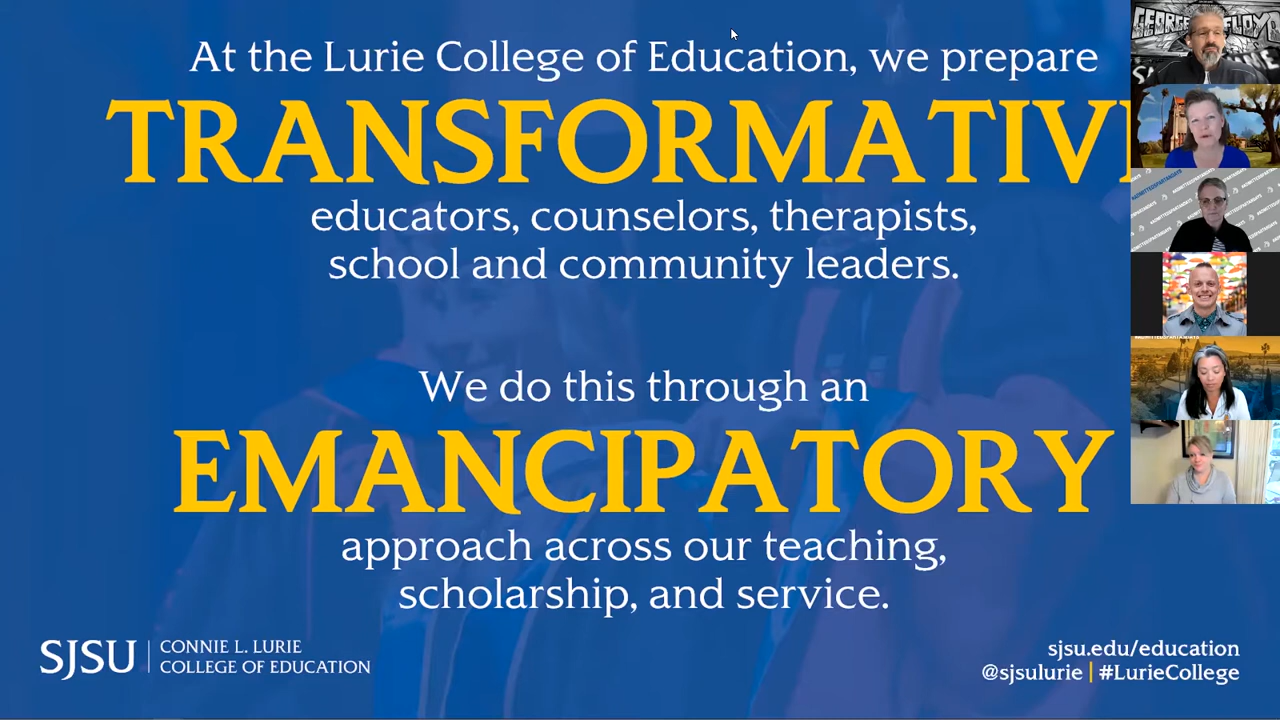 At the Lurie College of Education, we prepare
TRANSFORMATIV
educators, counselors, therapists,
school and community leaders.
We do this through an
EMANCIPATORY
approach across our teaching,
scholarship, and service.
SJSU
CONNIE L. LURIE
COLLEGE OF EDUCATION
sjsu.edu/education
@sjsulurie | #LurieCollege
GEORGE FLOYD